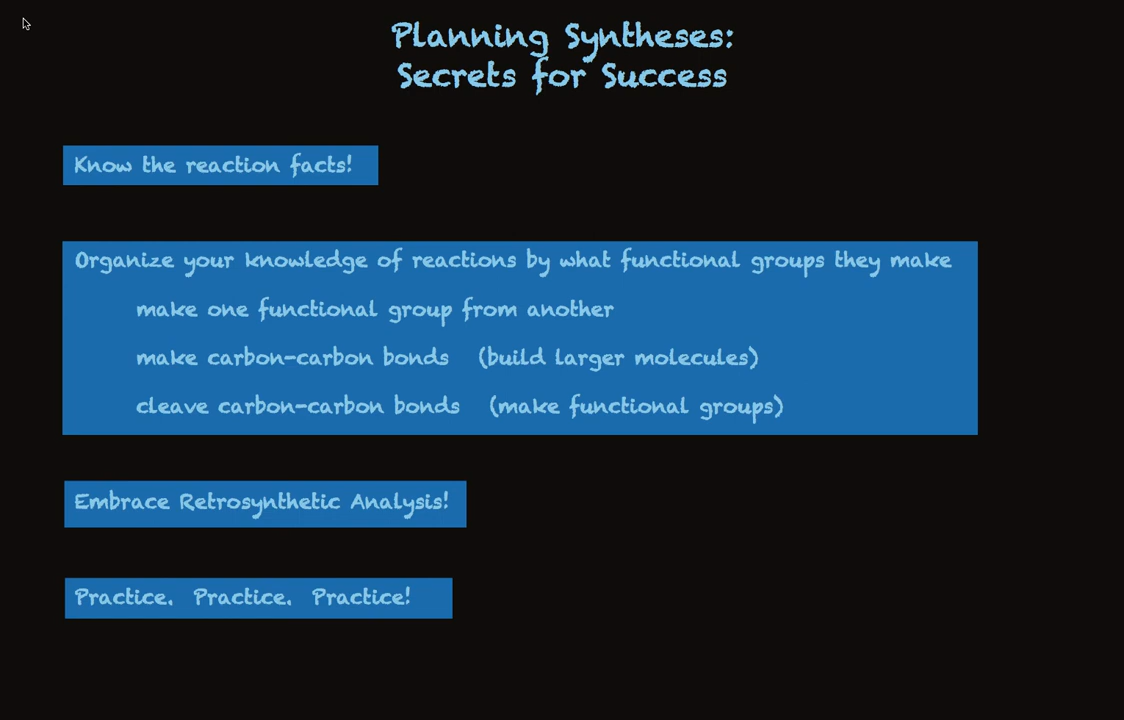 Planning Syntheses:
Secrets for Success
Know the reaction facts!
Organize your knowledge of reactions by what functional groups they make
make one functional group from another
make carbon-carbon bonds (build larger molecules)
cleave carbon-carbon bonds (make functional groups)
Embrace Retrosynthetic Analysis!
Practice. Practice. Practice!